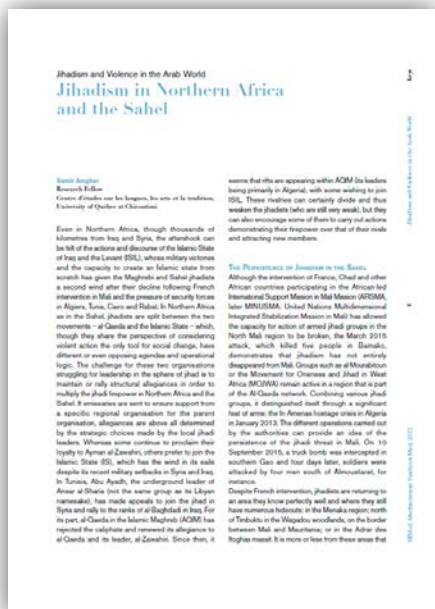 Jihadism and Violence in the Arab World
Jihadism in Northern Africa
and the Sahel
Samir Amghar
Research Fellow
Centre d'études sur les langues, les arts et la tradition,
University of Québec at Chicoutimi
Even in Northern Africa, though thousands of
kilometres from Iraq and Syria, the aftershock can
be felt of the actions and discourse of the Islamic State
of Iraq and the Levant (ISIL), whose military victories
and the capacity to create an Islamic state from
scratch has given the Maghrebi and Sahel jihadists
a second wind after their decline following French
intervention in Mali and the pressure of security forces
in Algiers, Tunis, Cairo and Rabat. In Northern Africa
as in the Sahel, jihadists are split between the two
movements – al-Qaeda and the Islamic State – which,
though they share the perspective of considering
violent action the only tool for social change, have
different or even opposing agendas and operational
logic. The challenge for these two organisations
struggling for leadership in the sphere of jihad is to
maintain or rally structural allegiances in order to
multiply the jihadi firepower in Northern Africa and the
Sahel. If emissaries are sent to ensure support from
a specific regional organisation for the parent
organisation, allegiances are above all determined
by the strategic choices made by the local jihadi
leaders. Whereas some continue to proclaim their
loyalty to Ayman al-Zawahiri, others prefer to join the
Islamic State (IS), which has the wind in its sails
despite its recent military setbacks in Syria and Iraq.
In Tunisia, Abu Ayadh, the underground leader of
Ansar al-Sharia (not the same group as its Libyan
namesake), has made appeals to join the jihad in
Syria and rally to the ranks of al-Baghdadi in Iraq. For
its part, al-Qaeda in the Islamic Maghreb (AQIM) has
rejected the caliphate and renewed its allegiance to
al-Qaeda and its leader, al-Zawahiri. Since then, it
seems that rifts are appearing within AQIM (its leaders
being primarily in Algeria), with some wishing to join
ISIL. These rivalries can certainly divide and thus
weaken the jihadists (who are still very weak), but they
can also encourage some of them to carry out actions
demonstrating their firepower over that of their rivals
and attracting new members.
The Persistence of Jihadism in the Sahel
Although the intervention of France, Chad and other
African countries participating in the African-led
International Support Mission in Mali Mission (AFISMA,
later MINUSMA: United Nations Multidimensional
Integrated Stabilization Mission in Mali) has allowed
the capacity for action of armed jihadi groups in the
North Mali region to be broken, the March 2015
attack, which killed five people in Bamako,
demonstrates that jihadism has not entirely
disappeared from Mali. Groups such as al-Mourabitoun
or the Movement for Oneness and Jihad in West
Africa (MOJWA) remain active in a region that is part
of the Al-Qaeda network. Combining various jihadi
groups, it distinguished itself through a significant
feat of arms: the In Amenas hostage crisis in Algeria
in January 2013. The different operations carried out
by the authorities can provide an idea of the
persistence of the jihadi threat in Mali. On 10
September 2015, a truck bomb was intercepted in
southern Gao and four days later, soldiers were
attacked by four men south of Almoustarat, for
instance.
Despite French intervention, jihadists are returning to
an area they know perfectly well and where they still
have numerous hideouts: in the Menaka region; north
of Timbuktu in the Wagadou woodlands, on the border
between Mali and Mauritania; or in the Adrar des
Ifoghas massif. It is more or less from these areas that
Keys
Jihadism and Violence in the Arab World
IEMed. Mediterranean Yearbook Med. 2015